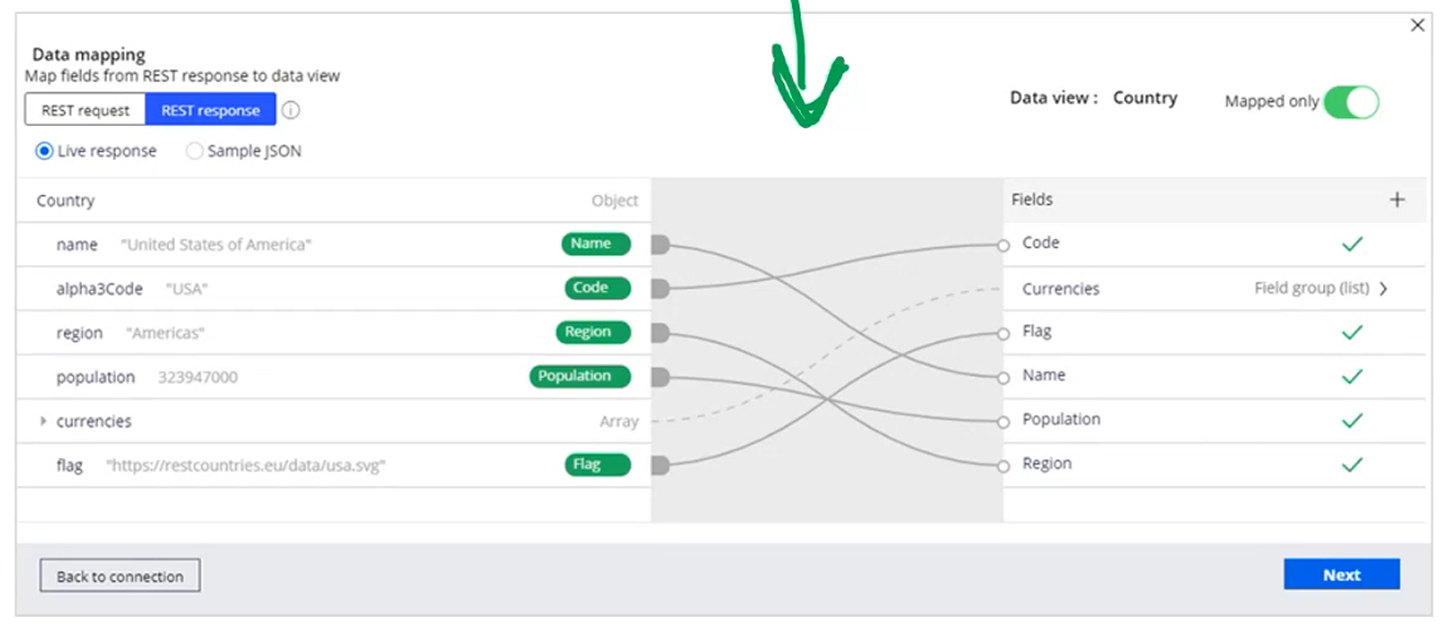 Data mapping
Map fields from REST response to data view
REST request REST response
Data view : Country Mapped only
Live response Sample JSON
Country Object Fields
name "United States of America" Name Code
alpha3Code "USA" Code Currencies Field group (list)
region "Americas" Region Flag
population 323947000 Population Name
currencies Array Population
flag "https://restcountries.eu/data/usa.svg" Flag Region
Back to connection Next